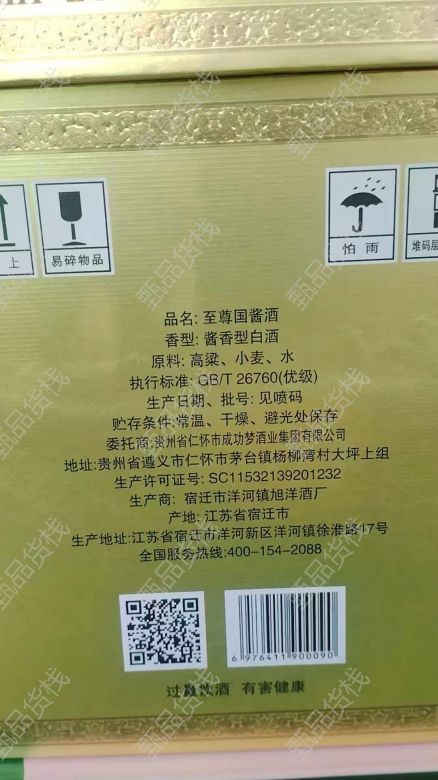 上
易碎物品
怕雨
堆码层
品名: 至尊国酱酒
香型: 酱香型白酒
原料: 高粱、小麦、水
执行标准: GB/T 26760(优级)
生产日期、批号: 见喷码
贮存条件:常温、干燥、避光处保存
委托商:贵州省仁怀市成功梦酒业集团有限公司
地址:贵州省遵义市仁怀市茅台镇杨柳湾村大坪上组
生产许可证号: SC11532139201232
生产商: 宿迁市洋河镇旭洋酒厂
产地: 江苏省宿迁市
生产地址:江苏省宿迁市洋河新区洋河镇徐淮路17号
全国服务热线:400-154-2088
6 976411 900090
过量饮酒 有害健康
甄品货栈